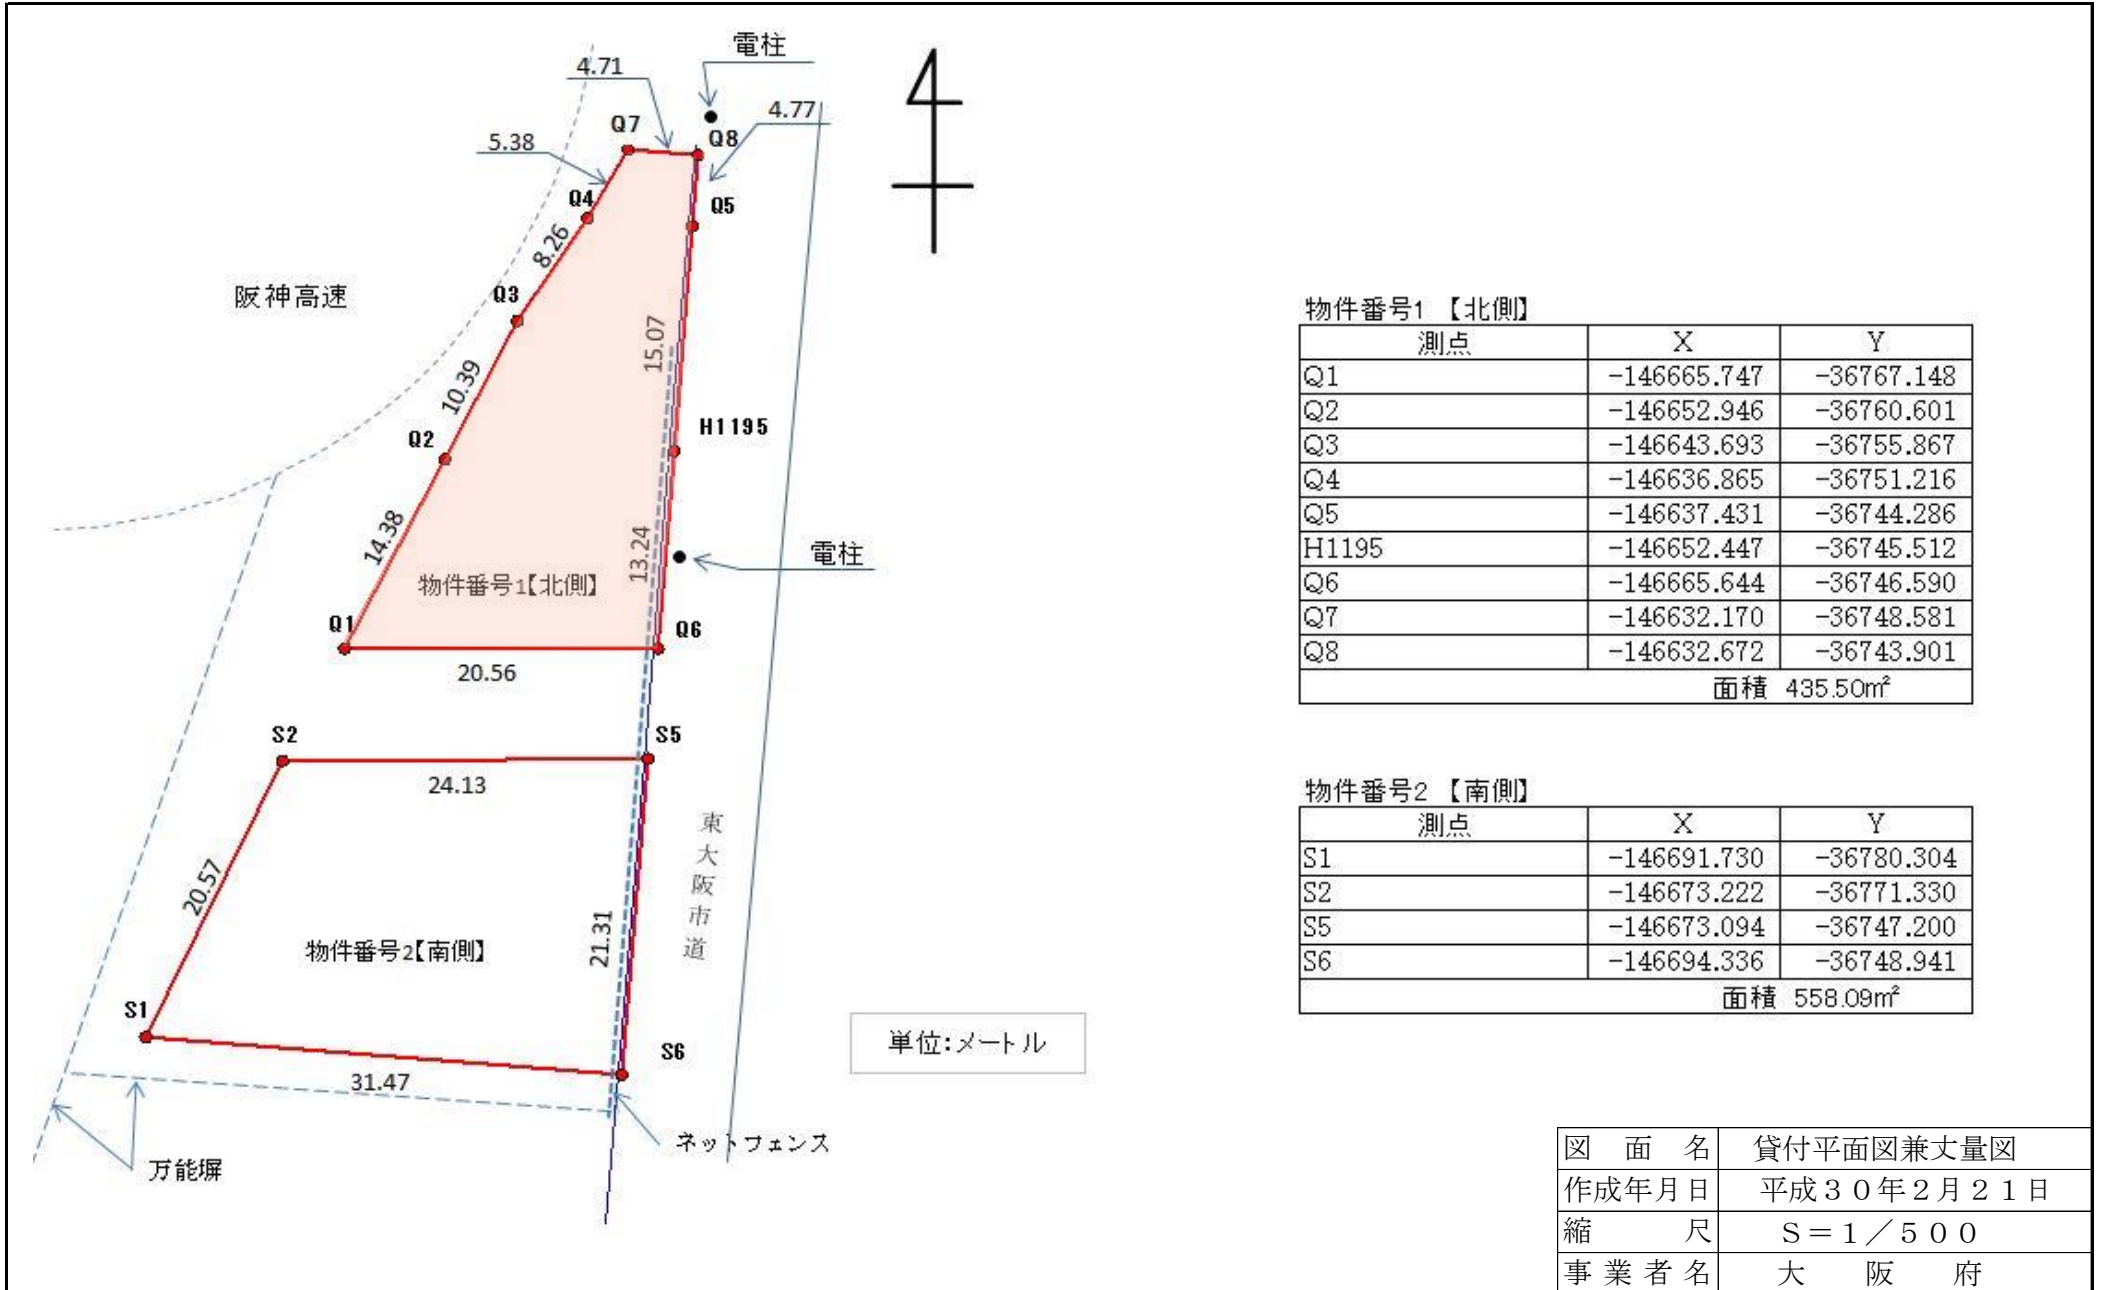 電柱
4.71
4.77
Q7
Q8
5.38
Q4
Q5
8.26
阪神高速
Q3
15.07
10.39
H1195
Q2
14.38
13.24
電柱
物件番号1【北側】
Q1
Q6
20.56
S2
S5
24.13
東大阪市道
20.57
21.31
物件番号2【南側】
S1
S6
31.47
単位:メートル
ネットフェンス
万能塀
物件番号1 【北側】
測点 X Y
Q1 -146665.747 -36767.148
Q2 -146652.946 -36760.601
Q3 -146643.693 -36755.867
Q4 -146636.865 -36751.216
Q5 -146637.431 -36744.286
H1195 -146652.447 -36745.512
Q6 -146665.644 -36746.590
Q7 -146632.170 -36748.581
Q8 -146632.672 -36743.901
面積 435.50㎡
物件番号2 【南側】
測点 X Y
S1 -146691.730 -36780.304
S2 -146673.222 -36771.330
S5 -146673.094 -36747.200
S6 -146694.336 -36748.941
面積 558.09㎡
図面名 貸付平面図兼丈量図
作成年月日 平成30年2月21日
縮尺 S=1/500
事業者名 大阪府